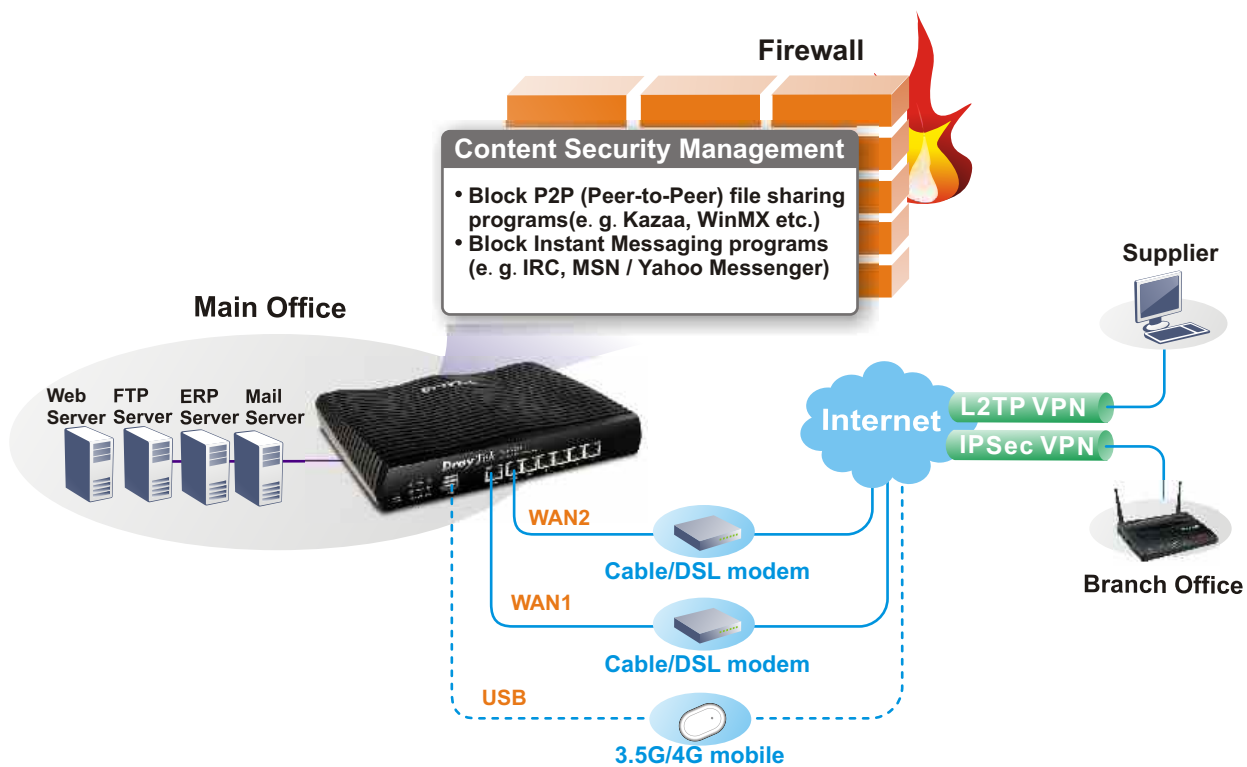 Firewall
Content Security Management
• Block P2P (Peer-to-Peer) file sharing
programs(e. g. Kazaa, WinMX etc.)
• Block Instant Messaging programs
(e. g. IRC, MSN / Yahoo Messenger)
Main Office
Web
Server
FTP
Server
ERP
Server
Mail
Server
DrayTek
Internet
L2TP VPN
IPSec VPN
Supplier
Branch Office
WAN2
Cable/DSL modem
WAN1
Cable/DSL modem
USB
3.5G/4G mobile